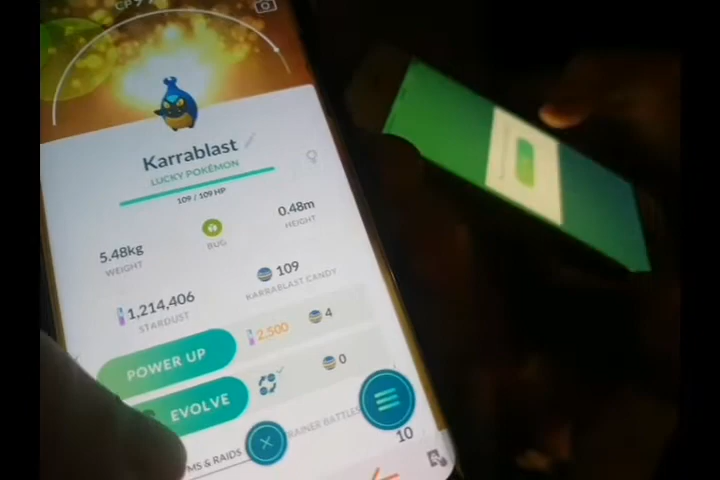 Karrablast
LUCKY POKÉMON
109 / 109 HP
5.48kg
WEIGHT
BUG
0.48m
HEIGHT
1,214,406
STARDUST
109
KARRABLAST CANDY
POWER UP
2,500
4
EVOLVE
0
MS & RAIDS
RAINER BATTLES
10